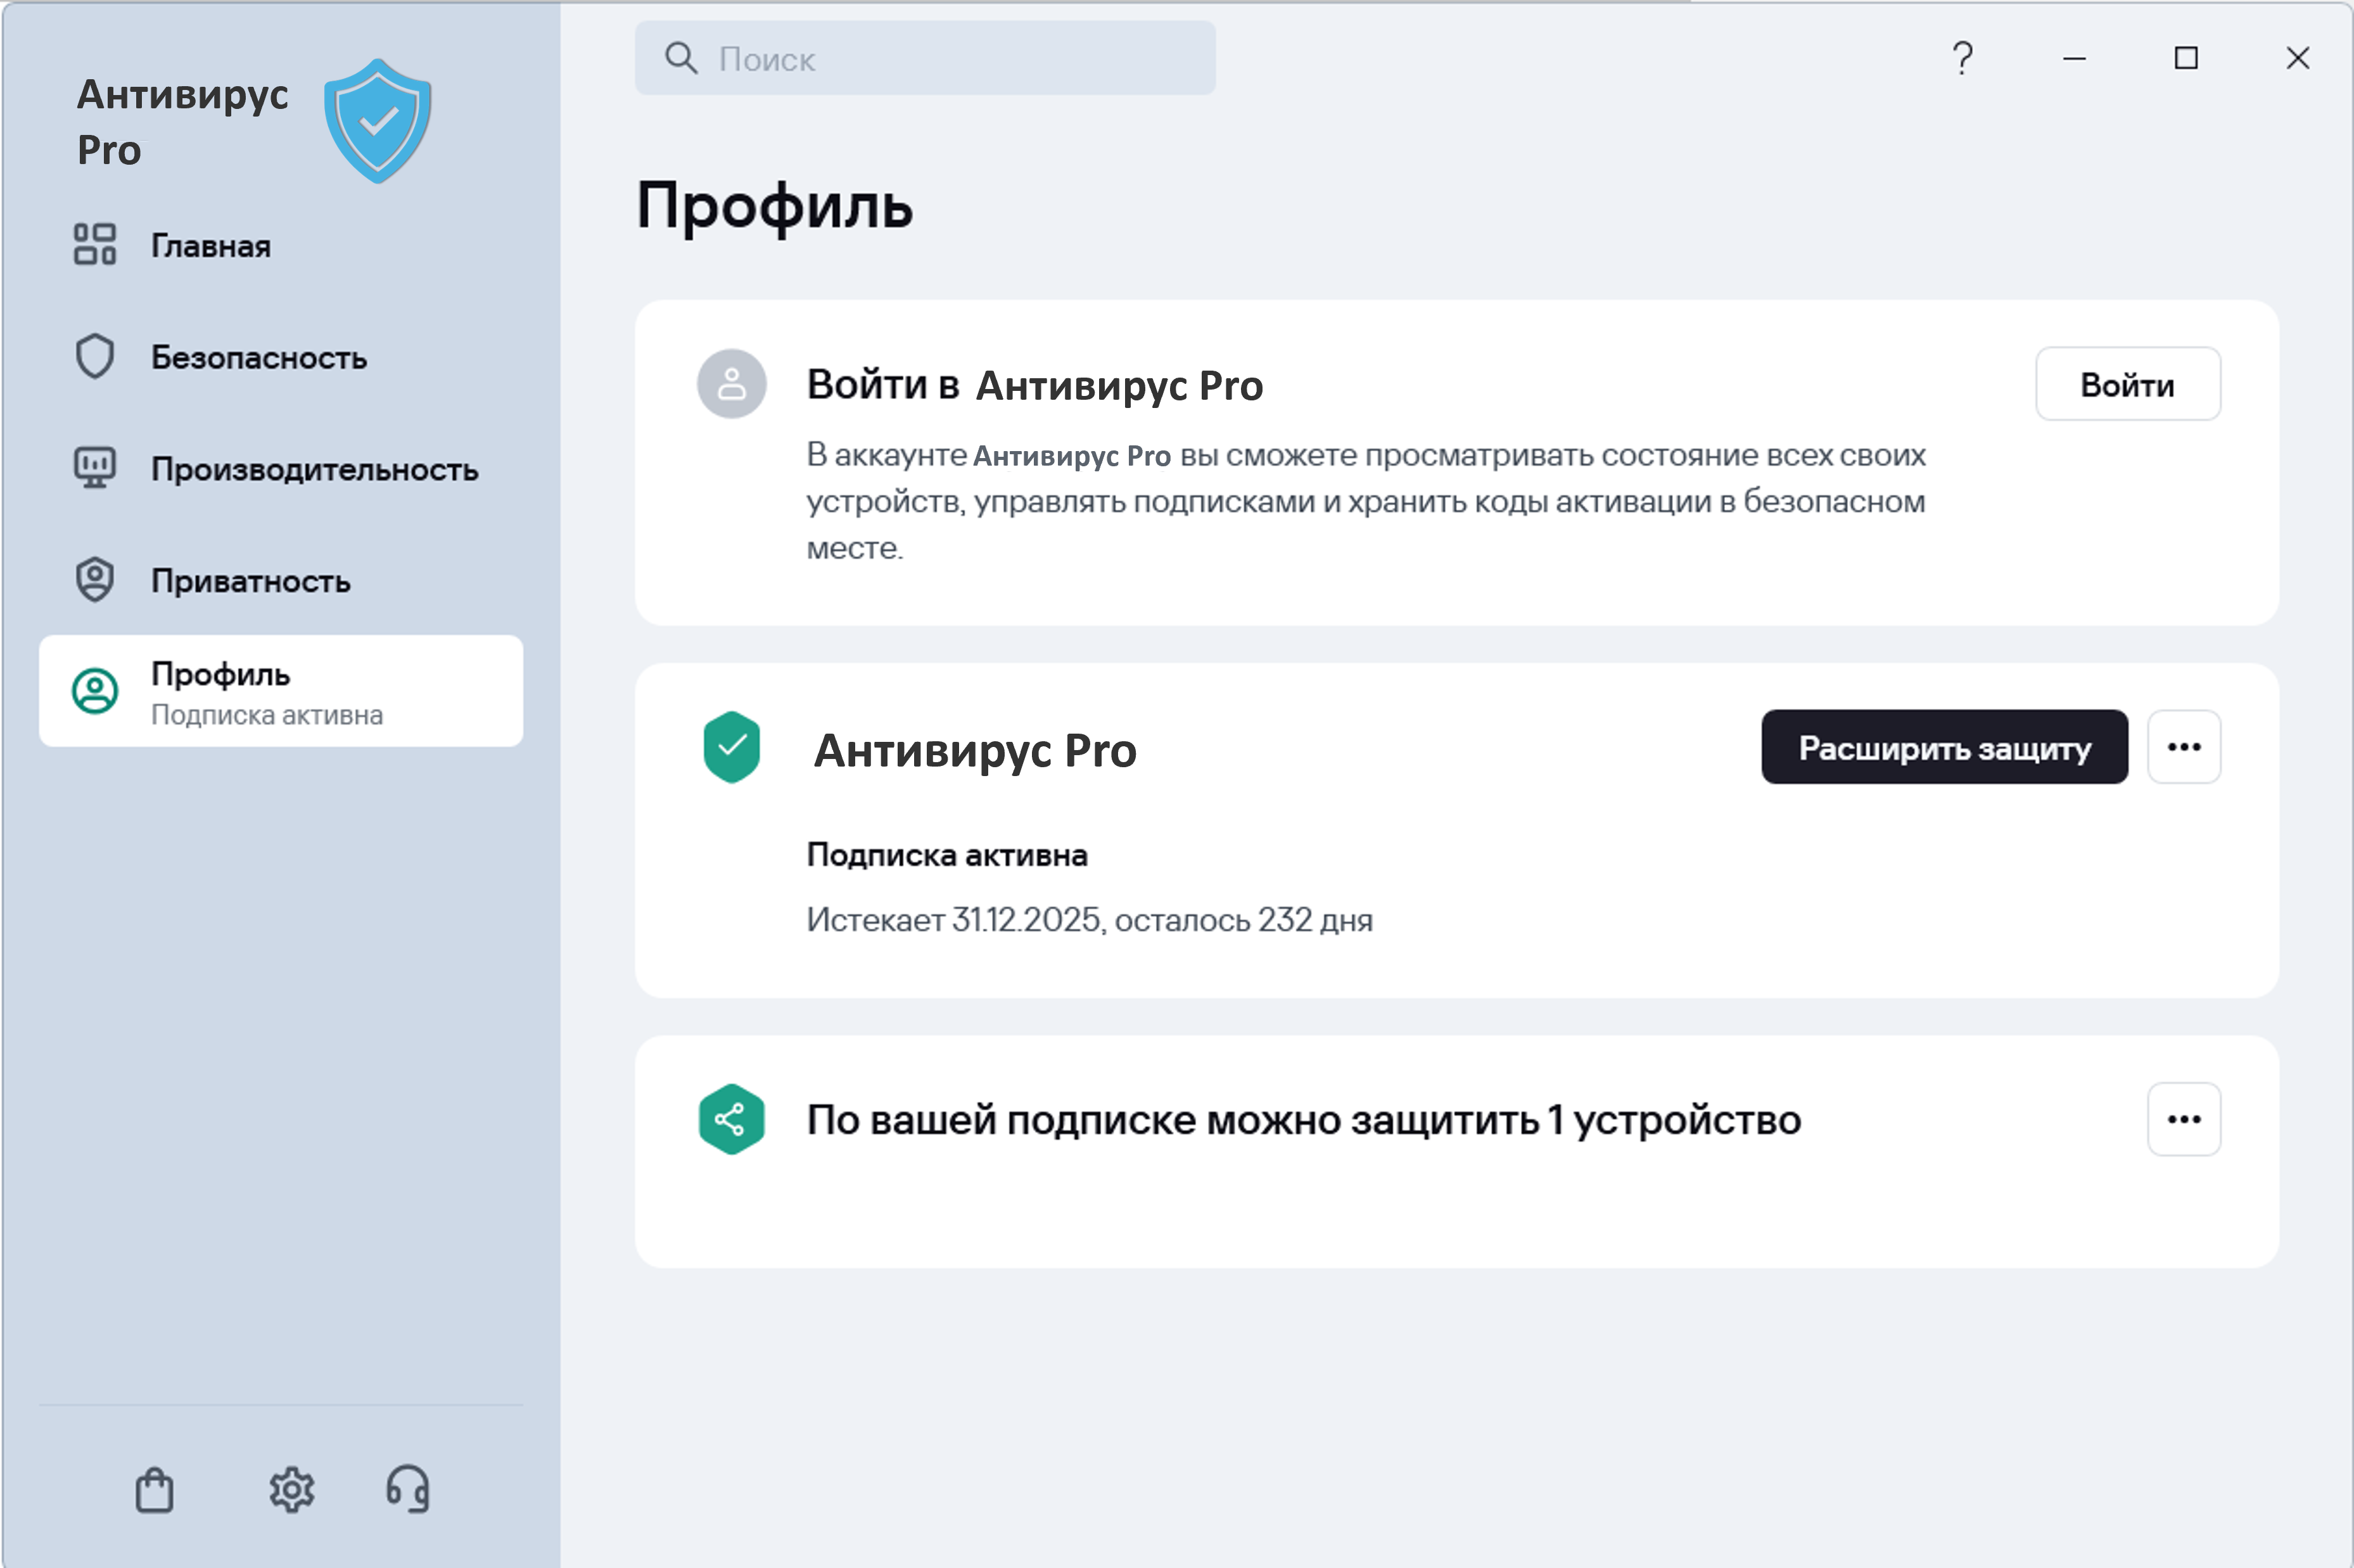 Антивирус
Pro
Главная
Безопасность
Производительность
Приватность
Профиль
Подписка активна
Поиск
?
Профиль
Войти в Антивирус Pro
Войти
В аккаунте Антивирус Pro вы сможете просматривать состояние всех своих
устройств, управлять подписками и хранить коды активации в безопасном
месте.
Антивирус Pro
Расширить защиту
Подписка активна
Истекает 31.12.2025, осталось 232 дня
По вашей подписке можно защитить 1 устройство